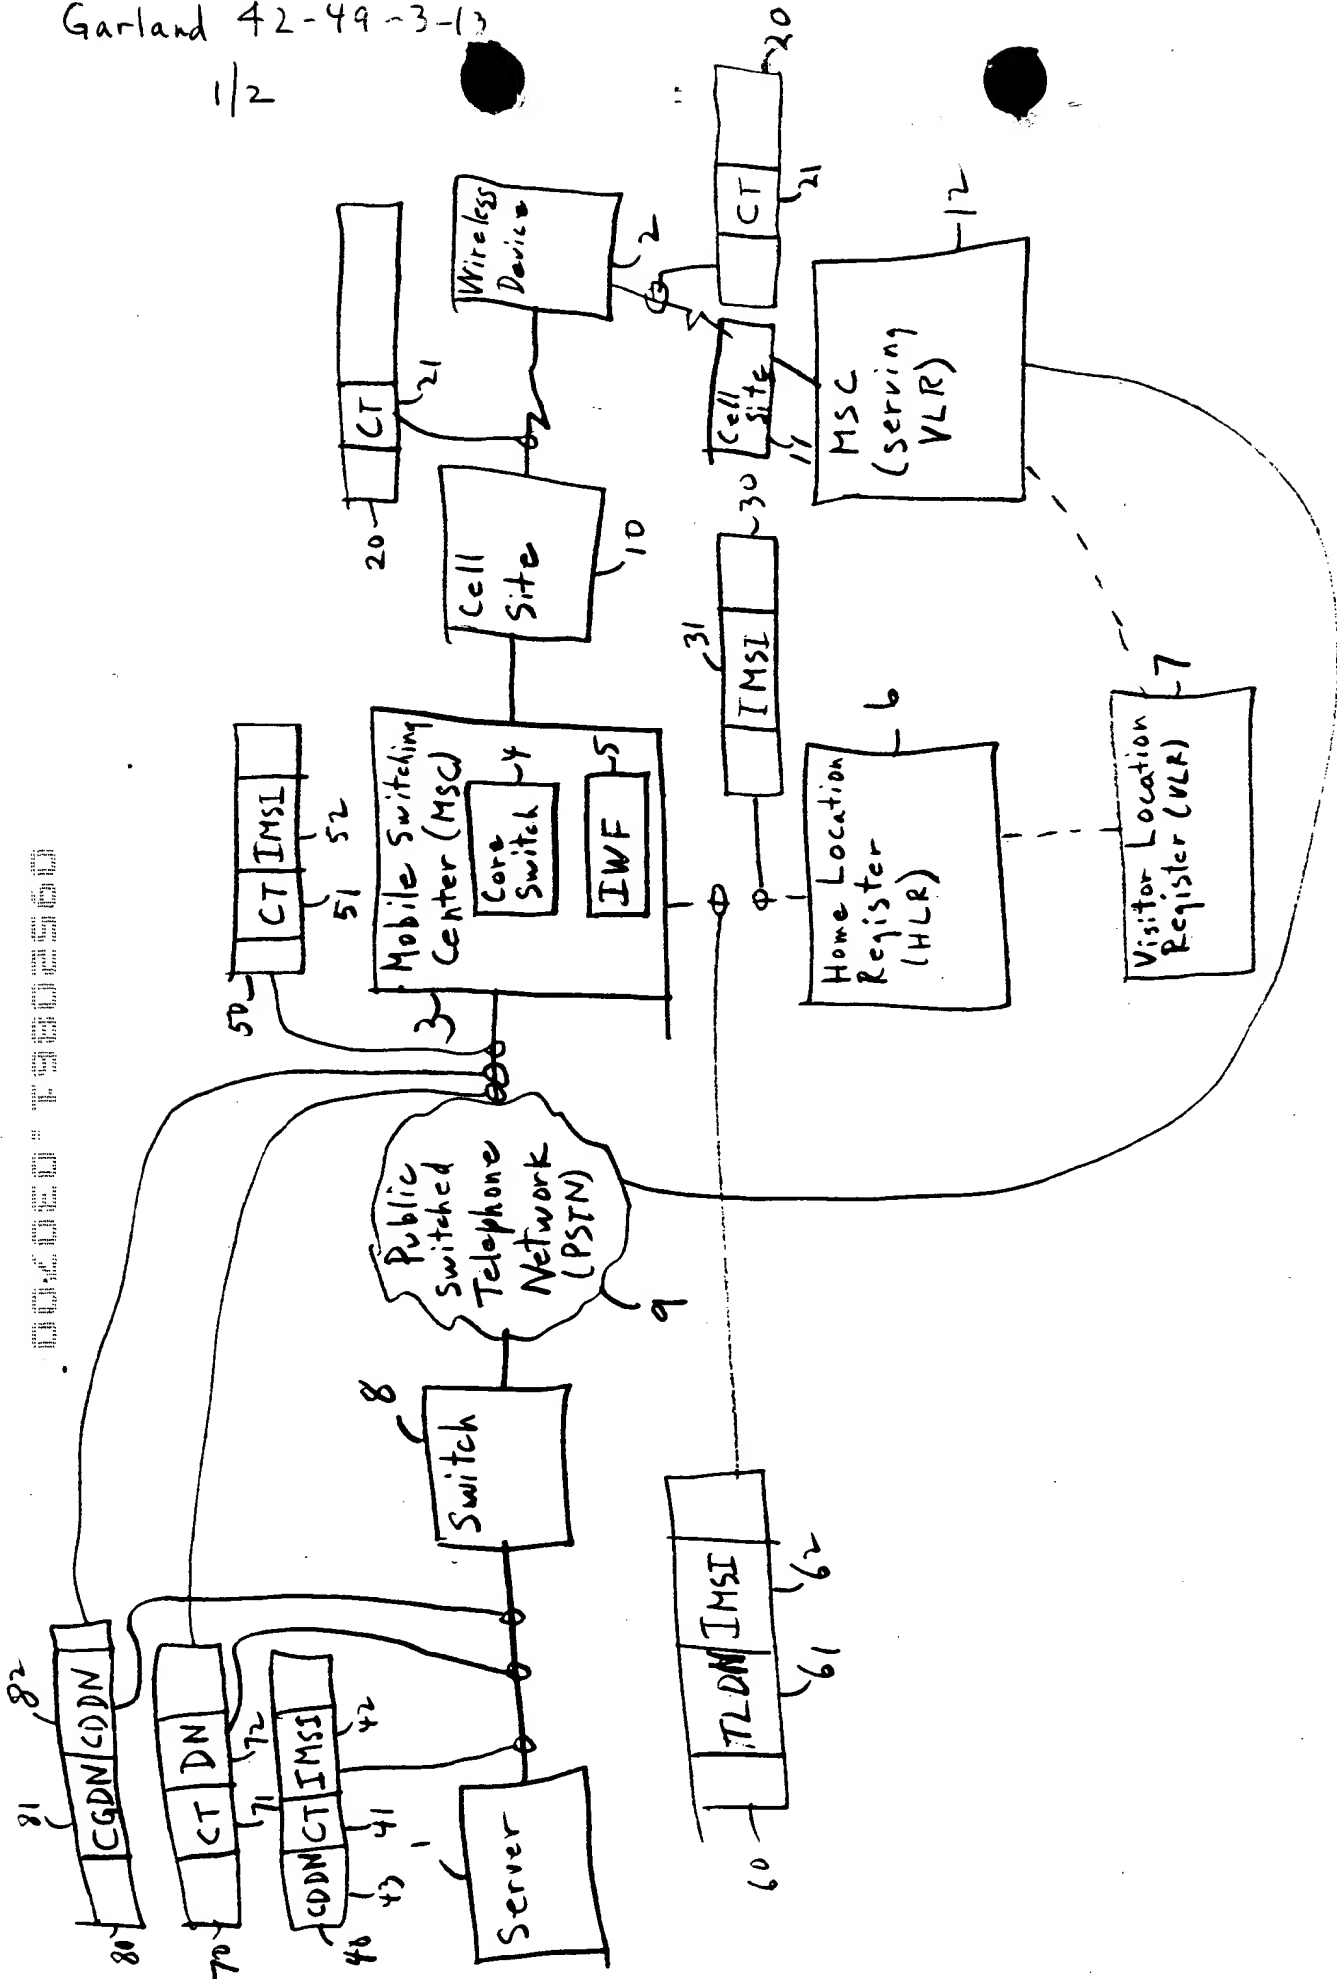 Garland 42-49-3-13
1/2
82
81
CGDN
CDDN
80
CT
DN
72
71
70
CDDN
CT
IMSI
42
41
43
40
1
Server
8
Switch
Public
Switched
Telephone
Network
(PSTN)
9
50
CT
IMSI
52
51
3
Mobile Switching
Center (MSC)
Core
Switch
4
IWF
5
Cell
Site
10
20
CT
21
Wireless
Device
2
20
CT
21
Cell
Site
11
MSC
(serving
VLR)
12
30
31
IMSI
Home Location
Register
(HLR)
6
Visitor Location
Register (VLR)
7
TLDN
IMSI
62
61
60